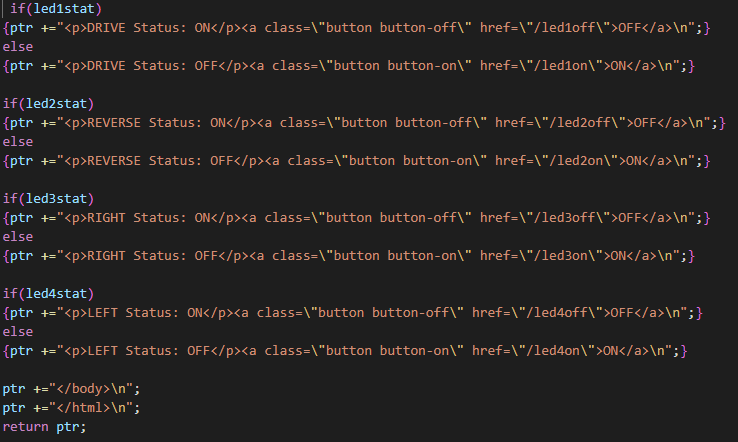 if(led1stat)
{ptr +="<p>DRIVE Status: ON</p><a class=\"button button-off\" href=\"/led1off\">OFF</a>\n";}
else
{ptr +="<p>DRIVE Status: OFF</p><a class=\"button button-on\" href=\"/led1on\">ON</a>\n";}
if(led2stat)
{ptr +="<p>REVERSE Status: ON</p><a class=\"button button-off\" href=\"/led2off\">OFF</a>\n";}
else
{ptr +="<p>REVERSE Status: OFF</p><a class=\"button button-on\" href=\"/led2on\">ON</a>\n";}
if(led3stat)
{ptr +="<p>RIGHT Status: ON</p><a class=\"button button-off\" href=\"/led3off\">OFF</a>\n";}
else
{ptr +="<p>RIGHT Status: OFF</p><a class=\"button button-on\" href=\"/led3on\">ON</a>\n";}
if(led4stat)
{ptr +="<p>LEFT Status: ON</p><a class=\"button button-off\" href=\"/led4off\">OFF</a>\n";}
else
{ptr +="<p>LEFT Status: OFF</p><a class=\"button button-on\" href=\"/led4on\">ON</a>\n";}
ptr +="</body>\n";
ptr +="</html>\n";
return ptr;